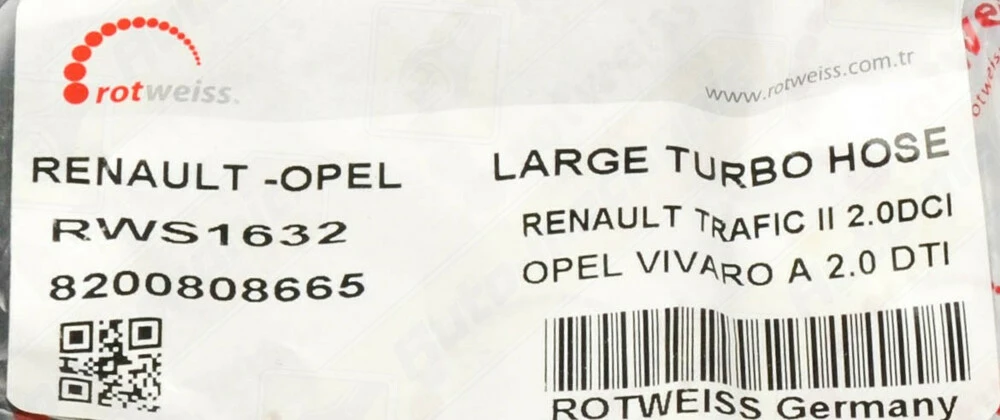 rotweiss.
www.rotweiss.com.tr
RENAULT -OPEL
RWS1632
8200808665
LARGE TURBO HOSE
RENAULT TRAFIC II 2.0DCI
OPEL VIVARO A 2.0 DTI
ROTWEISS Germany